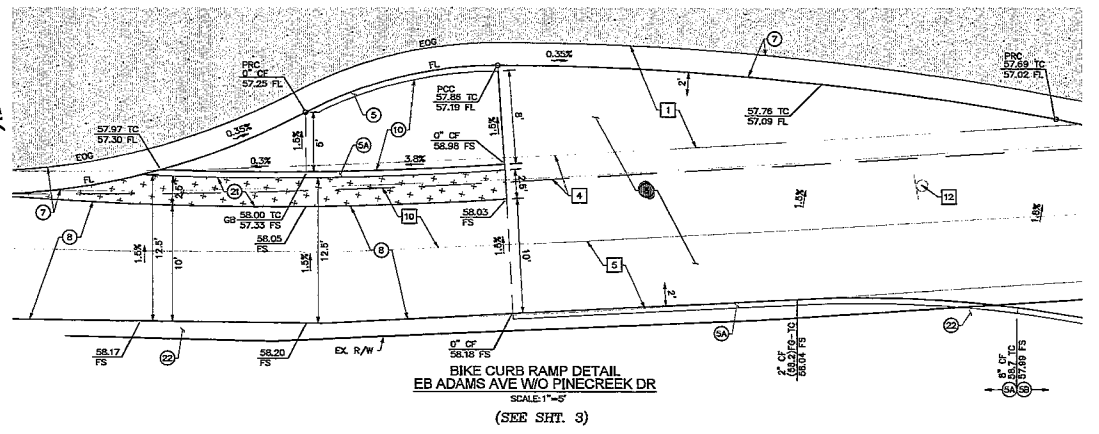 EOG
0.35%
7
PRC
0" CF
57.25 FL
FL
PCC
57.86 TC
57.19 FL
2'
PRC
57.69 TC
57.02 FL
5
1
57.76 TC
57.09 FL
57.97 TC
57.30 FL
0.35%
10
1.5%
5'
1.5%
8'
0" CF
58.98 FS
EOG
0.3%
5A
3.8%
FL
2.5'
21
2.5'
4
12
7
GB
58.00 TC
57.33 FS
10
58.03
FS
1.5%
8
58.05
FS
8
1.5%
12.5'
10'
1.5%
12.5'
1.5%
10'
5
2'
58.17
FS
22
58.20
FS
EX. R/W
0" CF
58.18 FS
5A
2" CF
(58.2)FG-TC
58.04 FS
22
58.7 TC
57.99 FS
5A 5B
BIKE CURB RAMP DETAIL
EB ADAMS AVE W/O PINECREEK DR
SCALE:1"=5'
(SEE SHT. 3)